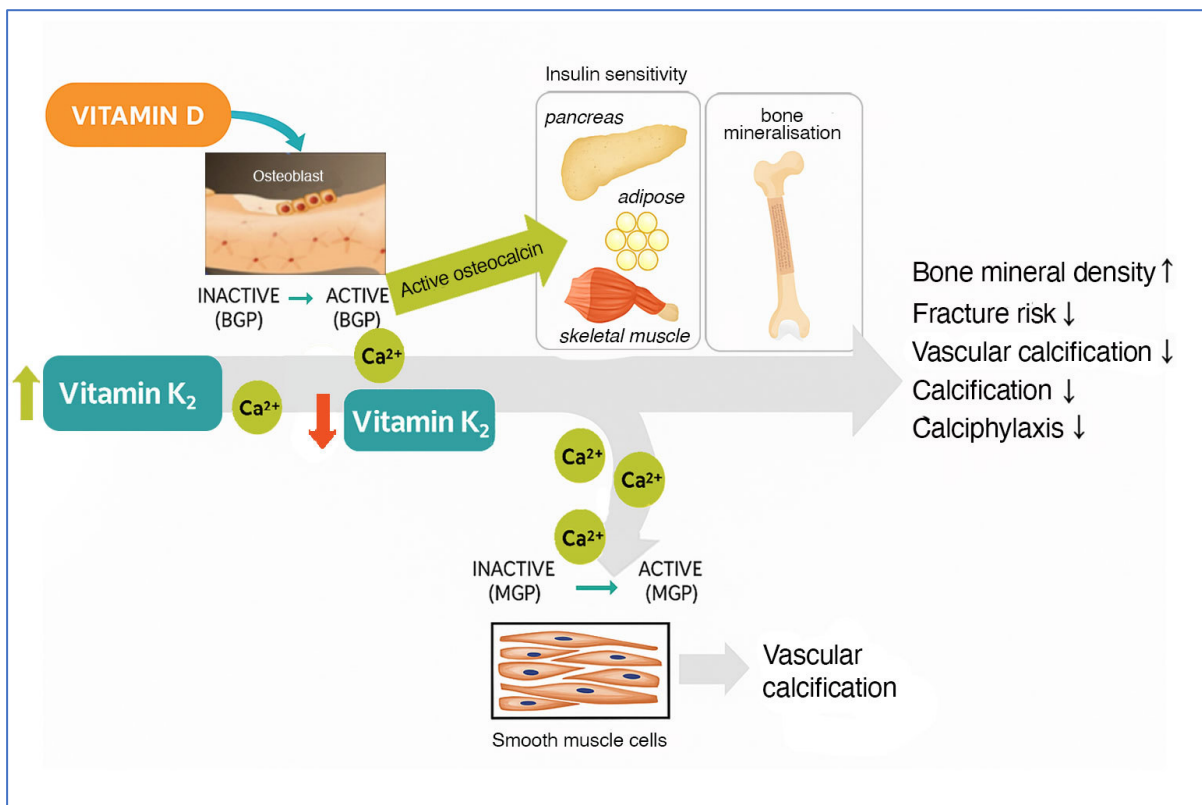 VITAMIN D
Osteoblast
INACTIVE → ACTIVE
(BGP) (BGP)
Active osteocalcin
Insulin sensitivity
pancreas
adipose
skeletal muscle
bone
mineralisation
Vitamin K₂
Ca²⁺
Ca²⁺
Vitamin K₂
Bone mineral density ↑
Fracture risk ↓
Vascular calcification ↓
Calcification ↓
Calciphylaxis ↓
Ca²⁺
Ca²⁺
Ca²⁺
INACTIVE → ACTIVE
(MGP) (MGP)
Smooth muscle cells
Vascular
calcification